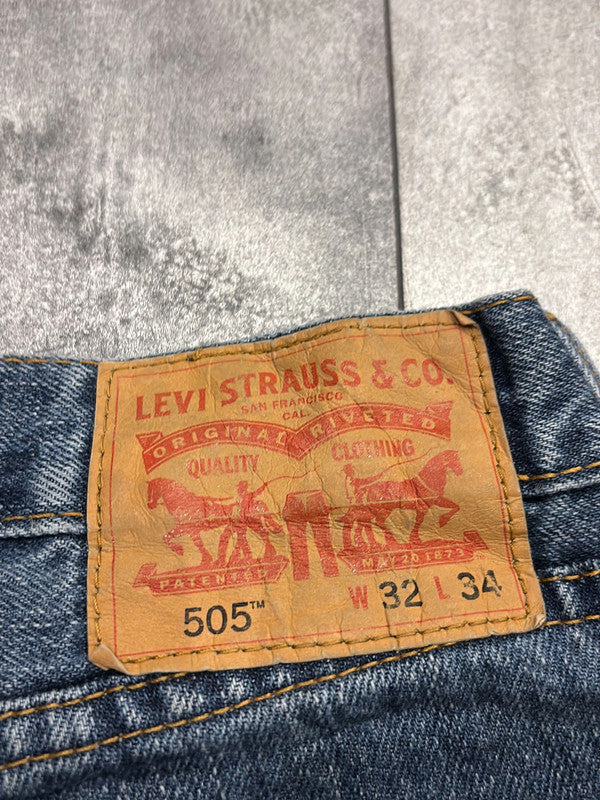 LEVI STRAUSS & CO.
SAN FRANCISCO
CAL.
ORIGINAL RIVETED
QUALITY CLOTHING
PATENTED MAY 20 1873
505™ W 32 L 34